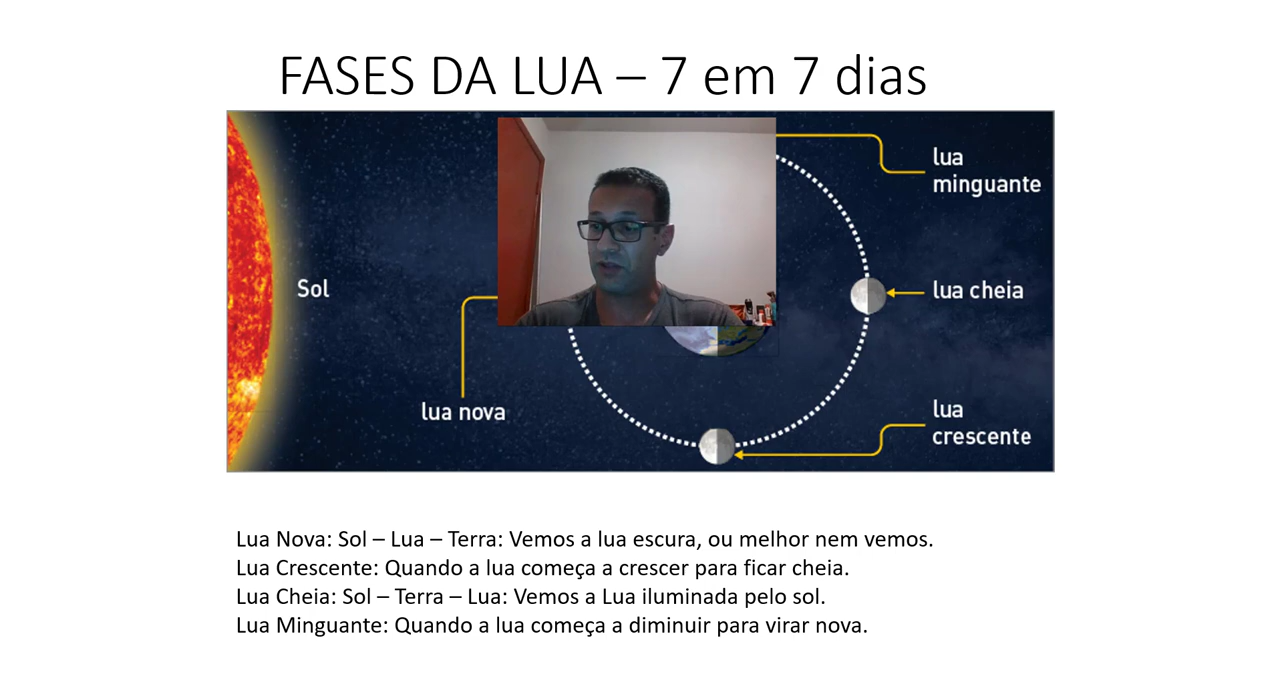 FASES DA LUA – 7 em 7 dias
lua
minguante
Sol
lua cheia
lua nova
lua
crescente
Lua Nova: Sol – Lua – Terra: Vemos a lua escura, ou melhor nem vemos.
Lua Crescente: Quando a lua começa a crescer para ficar cheia.
Lua Cheia: Sol – Terra – Lua: Vemos a Lua iluminada pelo sol.
Lua Minguante: Quando a lua começa a diminuir para virar nova.